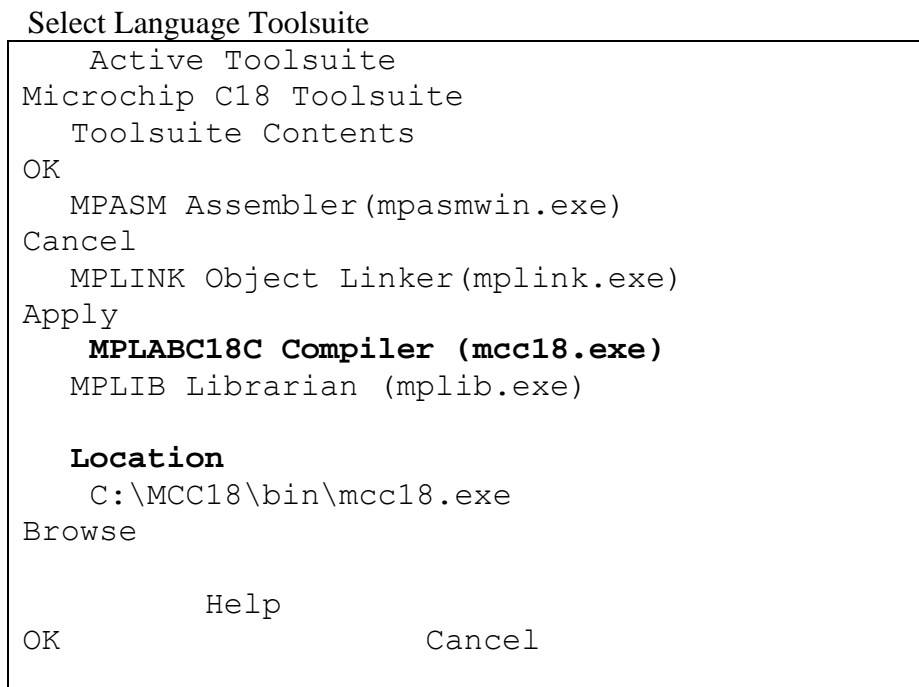 Select Language Toolsuite
Active Toolsuite
Microchip C18 Toolsuite
Toolsuite Contents
OK
MPASM Assembler(mpasmwin.exe)
Cancel
MPLINK Object Linker(mplink.exe)
Apply
MPLABC18C Compiler (mcc18.exe)
MPLIB Librarian (mplib.exe)
Location
C:\MCC18\bin\mcc18.exe
Browse
Help
OK Cancel